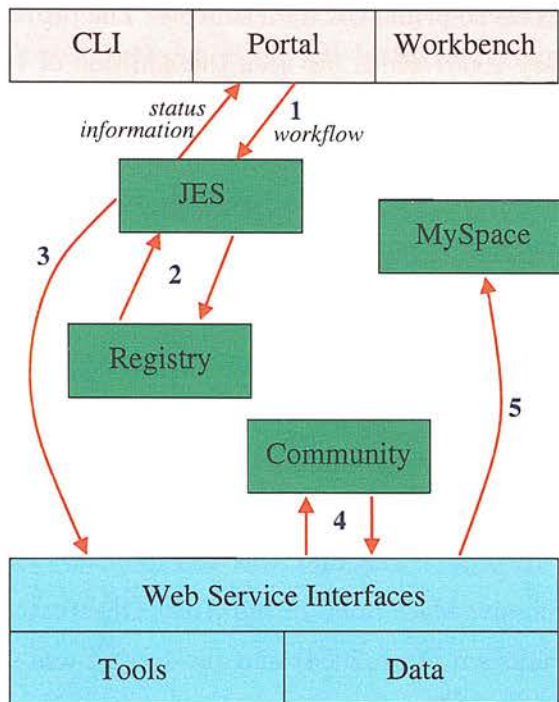 CLI Portal Workbench
status
information
1
workflow
JES
MySpace
3
2
Registry
5
Community
4
Web Service Interfaces
Tools Data